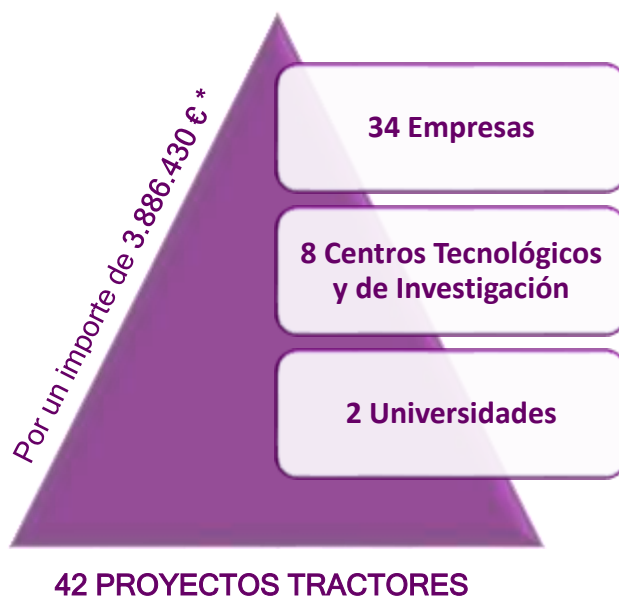 Por un importe de 3.886.430 € *
34 Empresas
8 Centros Tecnológicos
y de Investigación
2 Universidades
42 PROYECTOS TRACTORES